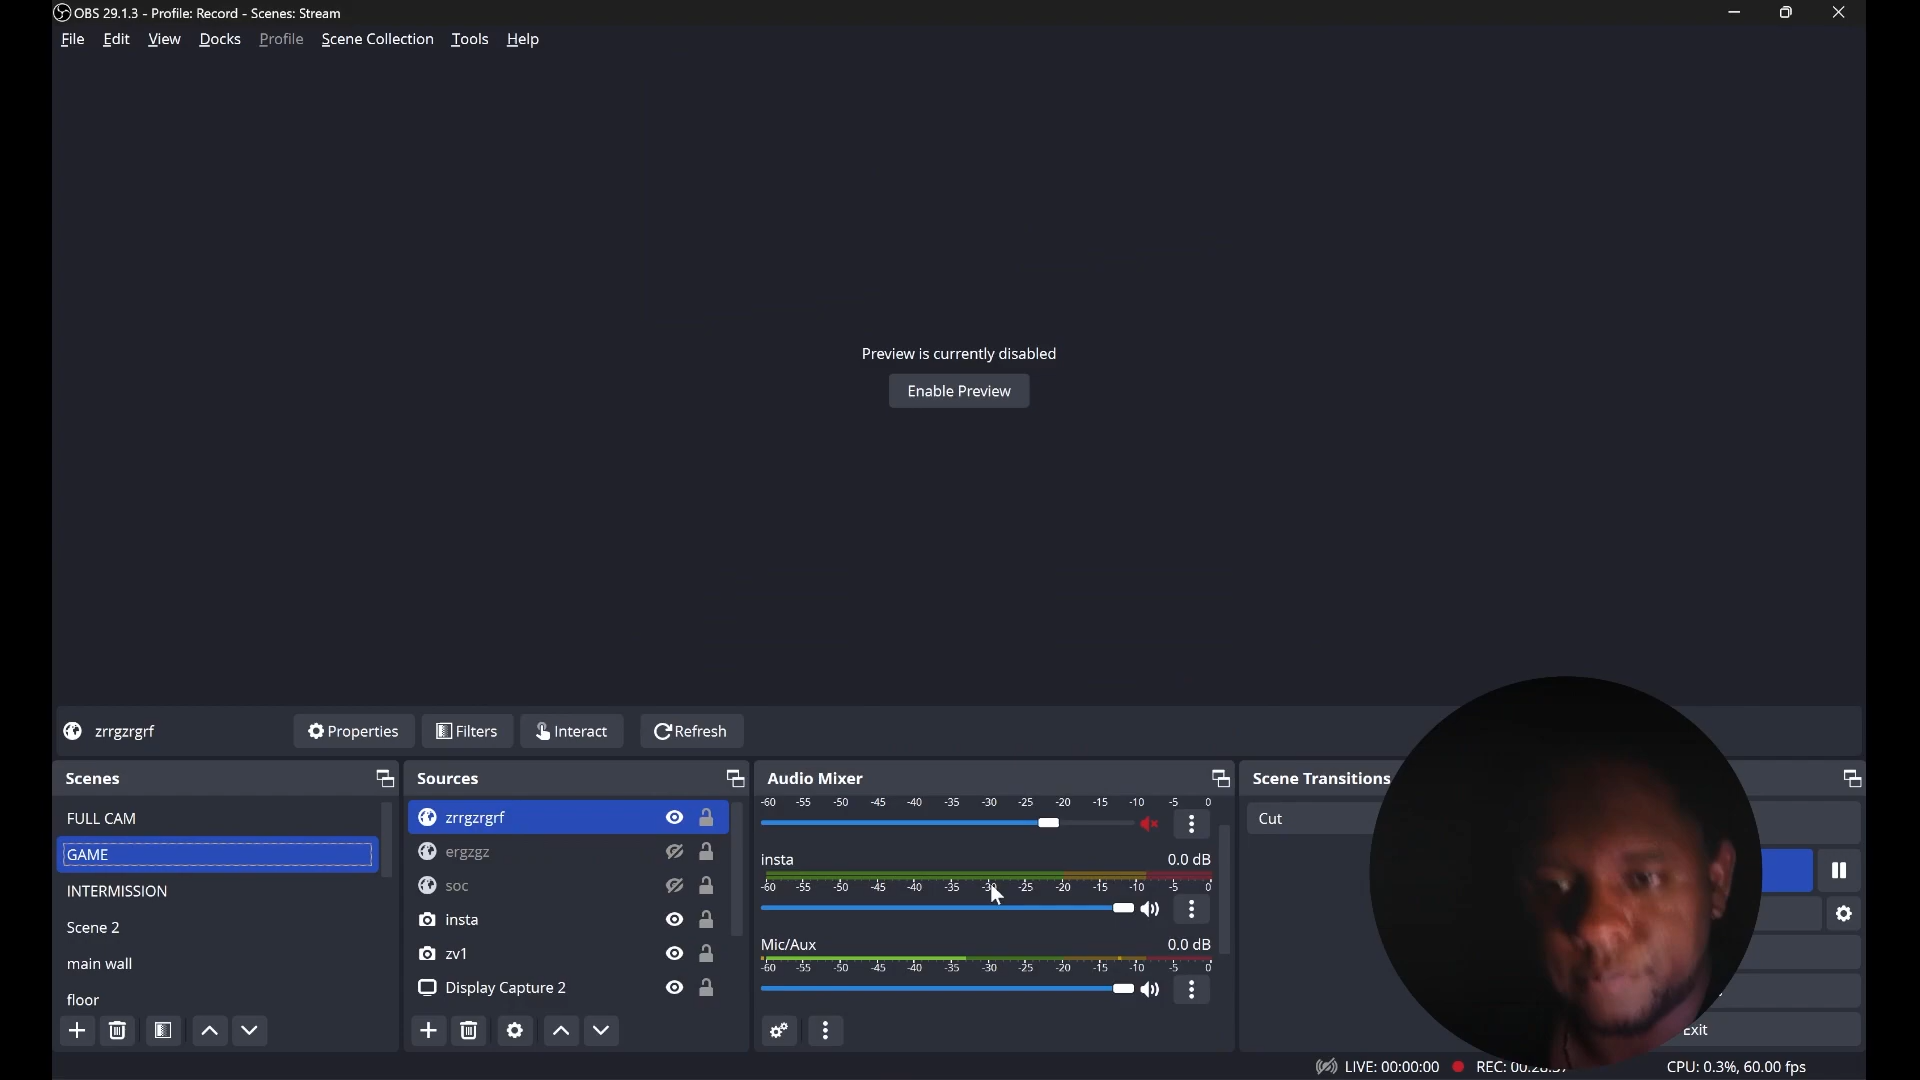 OBS 29.1.3 - Profile: Record - Scenes: Stream
File Edit View Docks Profile Scene Collection Tools Help
Preview is currently disabled
Enable Preview
zrrgzrgrf Properties Filters Interact Refresh
Scenes
FULL CAM
GAME
INTERMISSION
Scene 2
main wall
floor
Sources
zrrgzrgrf
ergzgz
soc
insta
zv1
Display Capture 2
Audio Mixer
-60 -55 -50 -45 -40 -35 -30 -25 -20 -15 -10 -5 0
insta 0.0 dB
-60 -55 -50 -45 -40 -35 -30 -25 -20 -15 -10 -5 0
Mic/Aux 0.0 dB
-60 -55 -50 -45 -40 -35 -30 -25 -20 -15 -10 -5 0
Scene Transitions
Cut
Exit
LIVE: 00:00:00 REC: CPU: 0.3%, 60.00 fps